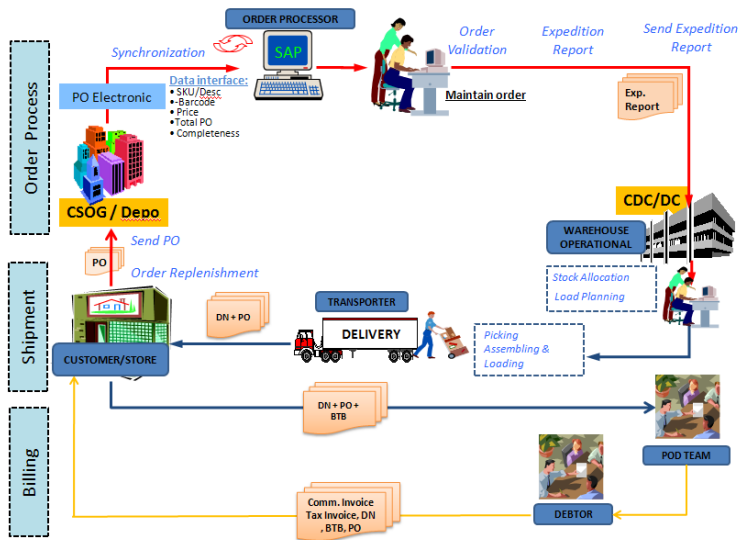 ORDER PROCESSOR
Order
Validation
Expedition
Report
Send Expedition
Report
Synchronization
SAP
Data interface:
• SKU/Desc
• -Barcode
• Price
• Total PO
• Completeness
PO Electronic
Maintain order
Exp.
Report
Order Process
CSOG / Depo
CDC/DC
WAREHOUSE
OPERATIONAL
PO
Send PO
Order Replenishment
Stock Allocation
Load Planning
Shipment
DN + PO
TRANSPORTER
DELIVERY
Picking
Assembling &
Loading
CUSTOMER/STORE
DN + PO +
BTB
POD TEAM
Billing
Comm. Invoice
Tax Invoice, DN
, BTB, PO
DEBTOR